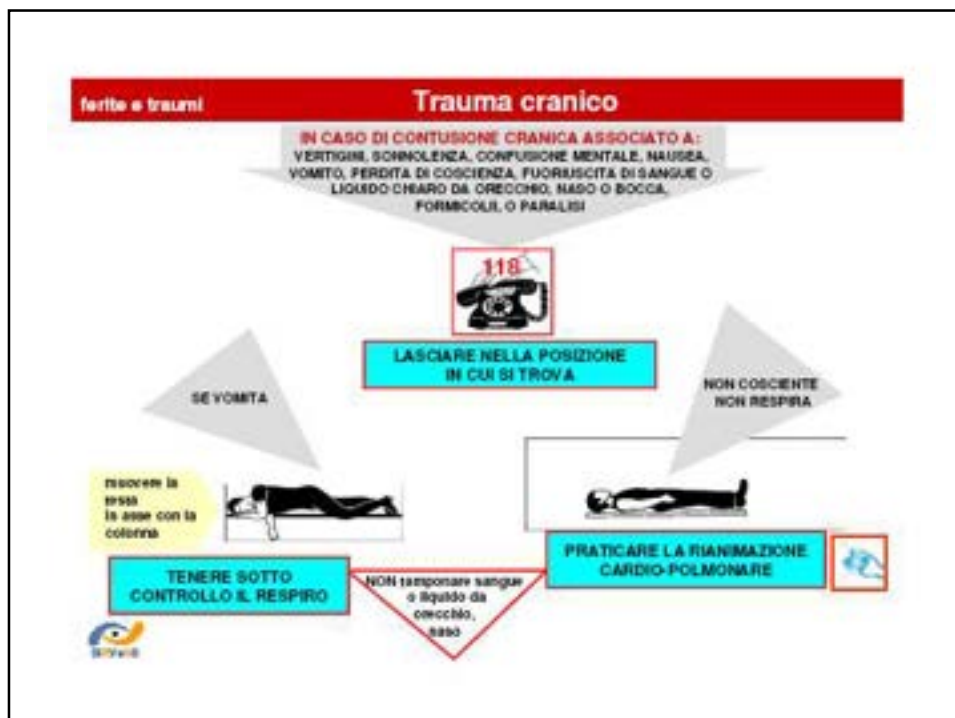 ferite e traumi
Trauma cranico
IN CASO DI CONTUSIONE CRANICA ASSOCIATO A:
VERTIGINI, SONNOLENZA, CONFUSIONE MENTALE, NAUSEA,
VOMITO, PERDITA DI COSCIENZA, FUORIUSCITA DI SANGUE O
LIQUIDO CHIARO DA ORECCHIO, NASO O BOCCA,
FORMICOLII, O PARALISI
118
LASCIARE NELLA POSIZIONE
IN CUI SI TROVA
SE VOMITA
NON COSCIENTE
NON RESPIRA
muovere la
testa
in asse con la
colonna
TENERE SOTTO
CONTROLLO IL RESPIRO
NON tamponare sangue
o liquido da
orecchio,
naso
PRATICARE LA RIANIMAZIONE
CARDIO-POLMONARE